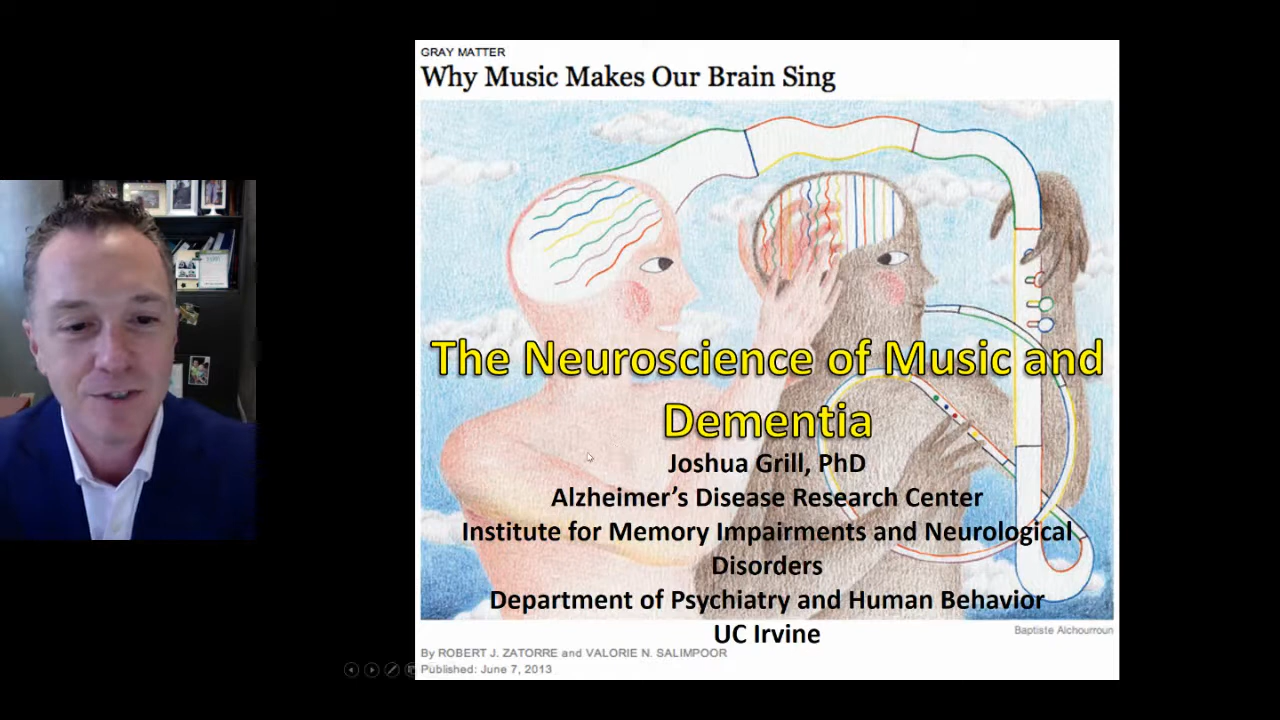 GRAY MATTER
Why Music Makes Our Brain Sing
The Neuroscience of Music and
Dementia
Joshua Grill, PhD
Alzheimer's Disease Research Center
Institute for Memory Impairments and Neurological
Disorders
Department of Psychiatry and Human Behavior
UC Irvine
Baptiste Alchourroun
By ROBERT J. ZATORRE and VALORIE N. SALIMPOOR
Published: June 7, 2013